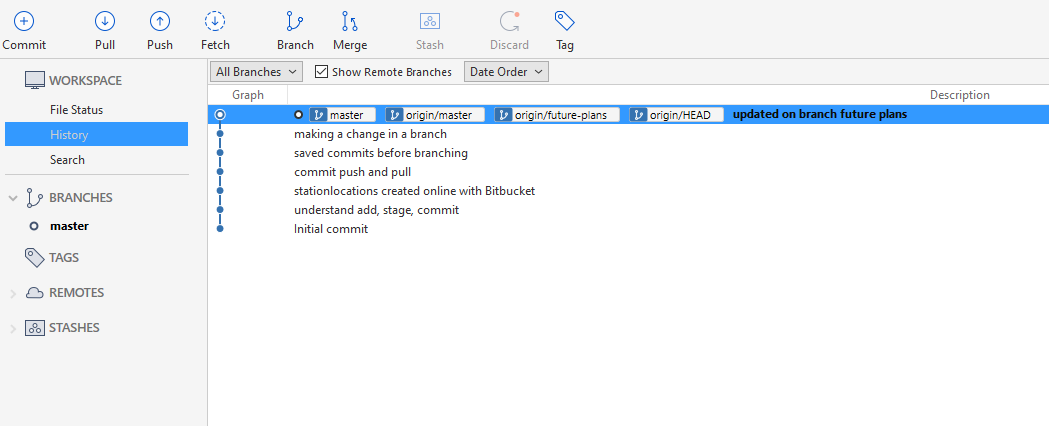 Commit Pull Push Fetch Branch Merge Stash Discard Tag
WORKSPACE
File Status
History
Search
BRANCHES
master
TAGS
REMOTES
STASHES
All Branches Show Remote Branches Date Order
Graph Description
master origin/master origin/future-plans origin/HEAD updated on branch future plans
making a change in a branch
saved commits before branching
commit push and pull
stationlocations created online with Bitbucket
understand add, stage, commit
Initial commit